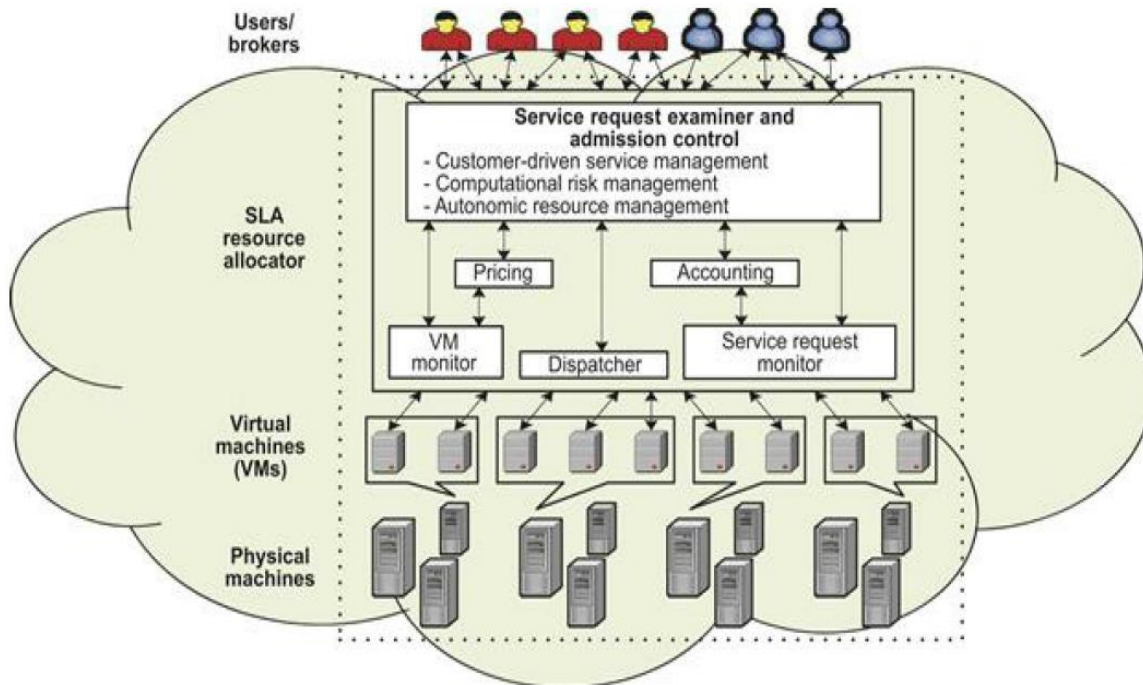 Users/
brokers
Service request examiner and
admission control
- Customer-driven service management
- Computational risk management
- Autonomic resource management
SLA
resource
allocator
Pricing
Accounting
VM
monitor
Dispatcher
Service request
monitor
Virtual
machines
(VMs)
Physical
machines